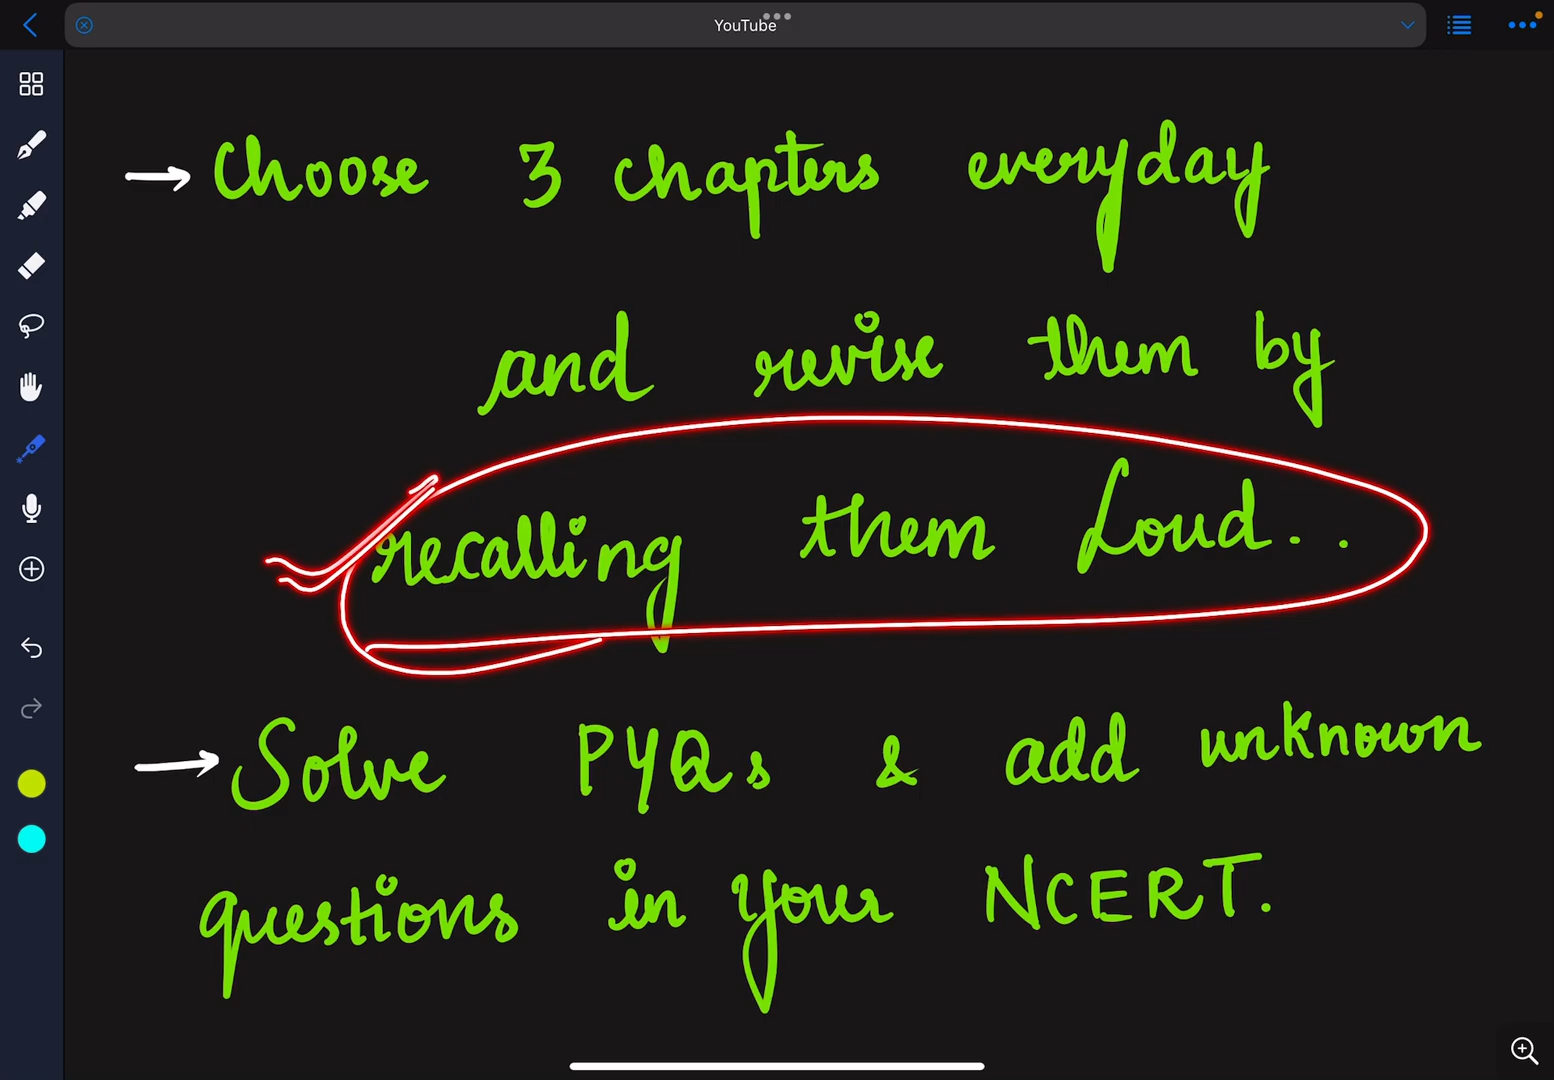 YouTube
→ Choose 3 chapters everyday
and revise them by
recalling them Loud..
→ Solve PYQs & add unknown
questions in your NCERT.